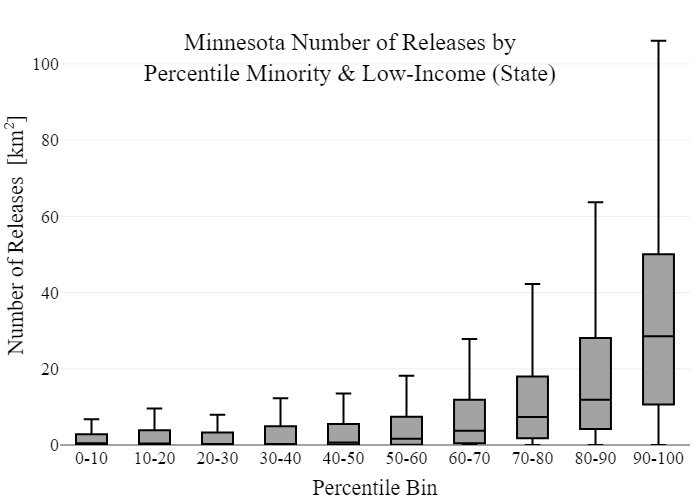 Minnesota Number of Releases by
Percentile Minority & Low-Income (State)
Number of Releases [km²]
100
80
60
40
20
0
0-10 10-20 20-30 30-40 40-50 50-60 60-70 70-80 80-90 90-100
Percentile Bin